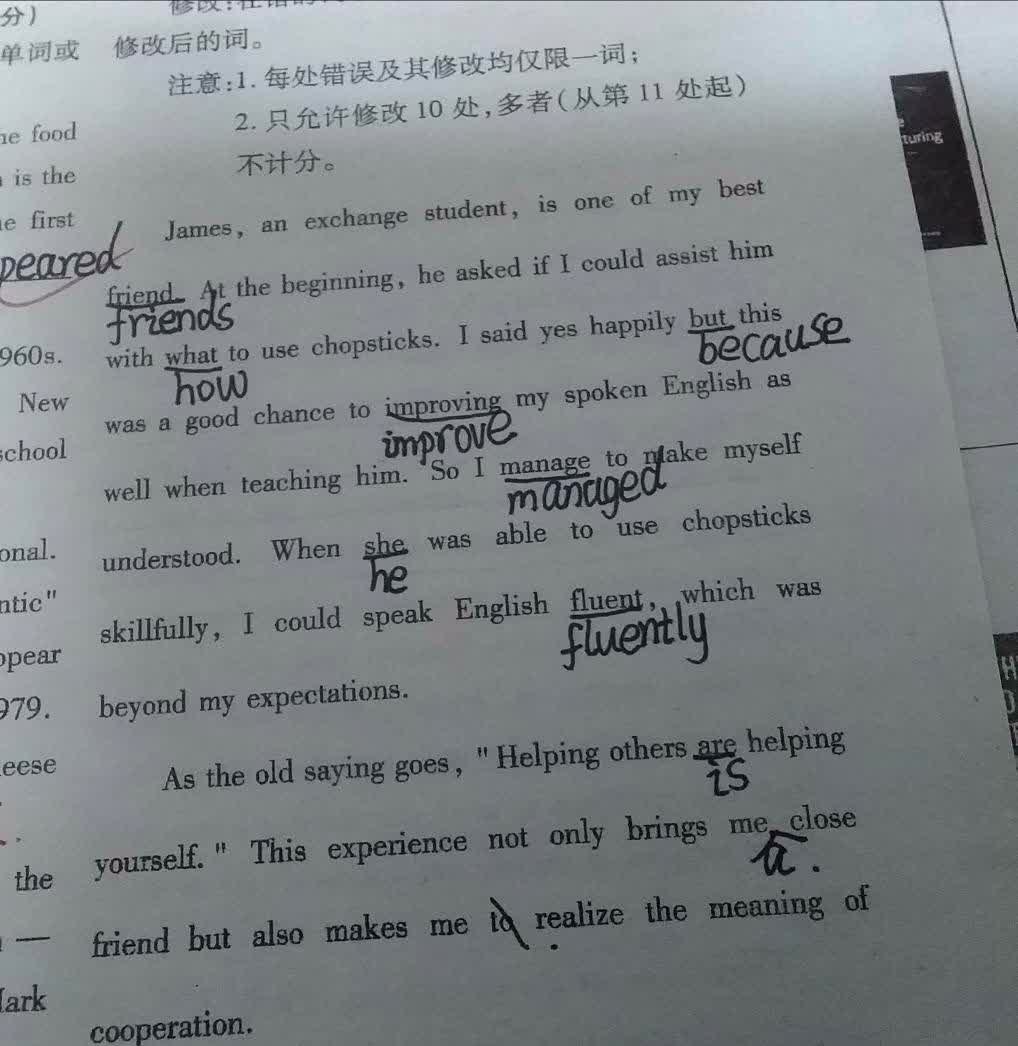 分)
单词或
修改后的词。
注意:1. 每处错误及其修改均仅限一词;
2. 只允许修改 10 处,多者(从第 11 处起)
不计分。
food
is the
first
peared
960s.
New
school
onal.
ntic"
ppear
979.
eese
the
—
James, an exchange student, is one of my best
friend. At the beginning, he asked if I could assist him
friends
with what to use chopsticks. I said yes happily but this
how because
was a good chance to improving my spoken English as
improve
well when teaching him. So I manage to make myself
managed
understood. When she was able to use chopsticks
he
skillfully, I could speak English fluent, which was
fluently
beyond my expectations.
As the old saying goes, "Helping others are helping
is
yourself." This experience not only brings me close
a.
friend but also makes me to realize the meaning of
cooperation.
turing